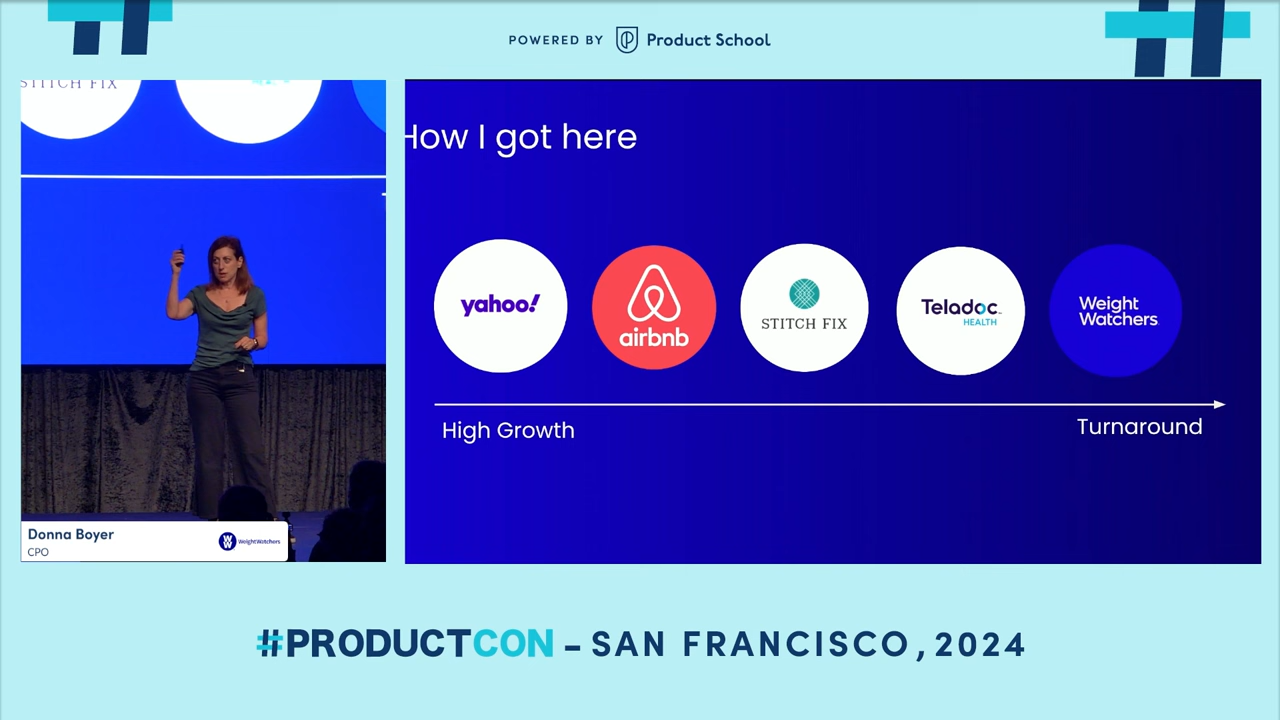 POWERED BY Product School
STITCH FIX
How I got here
yahoo!
airbnb
STITCH FIX
Teladoc
HEALTH
Weight
Watchers
High Growth
Turnaround
Donna Boyer
CPO
WeightWatchers
#PRODUCTCON – SAN FRANCISCO, 2024